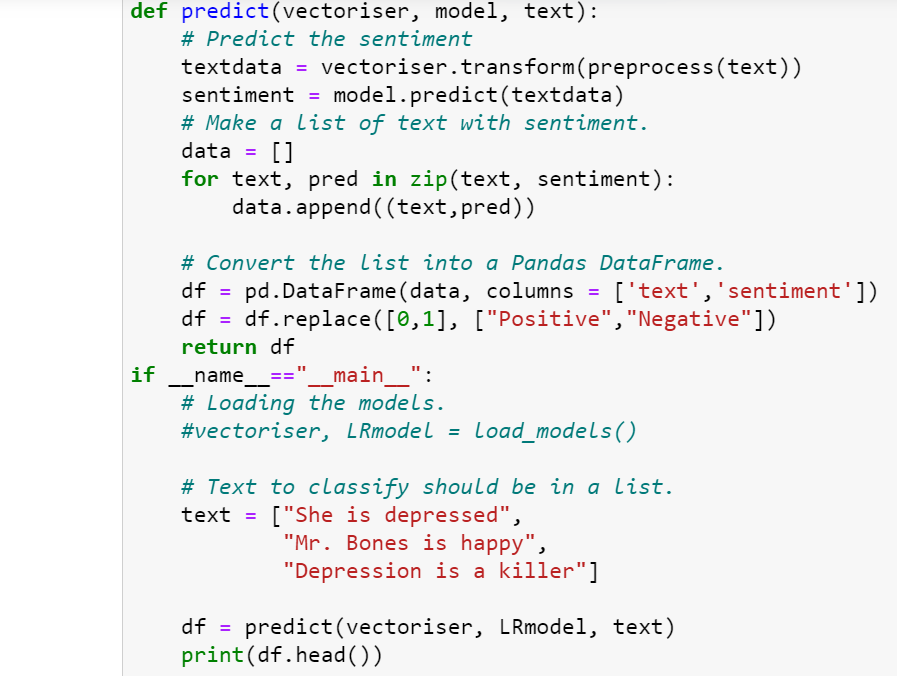 def predict(vectoriser, model, text):
    # Predict the sentiment
    textdata = vectoriser.transform(preprocess(text))
    sentiment = model.predict(textdata)
    # Make a list of text with sentiment.
    data = []
    for text, pred in zip(text, sentiment):
        data.append((text,pred))

    # Convert the list into a Pandas DataFrame.
    df = pd.DataFrame(data, columns = ['text','sentiment'])
    df = df.replace([0,1], ["Positive","Negative"])
    return df
if __name__=="__main__":
    # Loading the models.
    #vectoriser, LRmodel = load_models()

    # Text to classify should be in a list.
    text = ["She is depressed",
            "Mr. Bones is happy",
            "Depression is a killer"]

    df = predict(vectoriser, LRmodel, text)
    print(df.head())